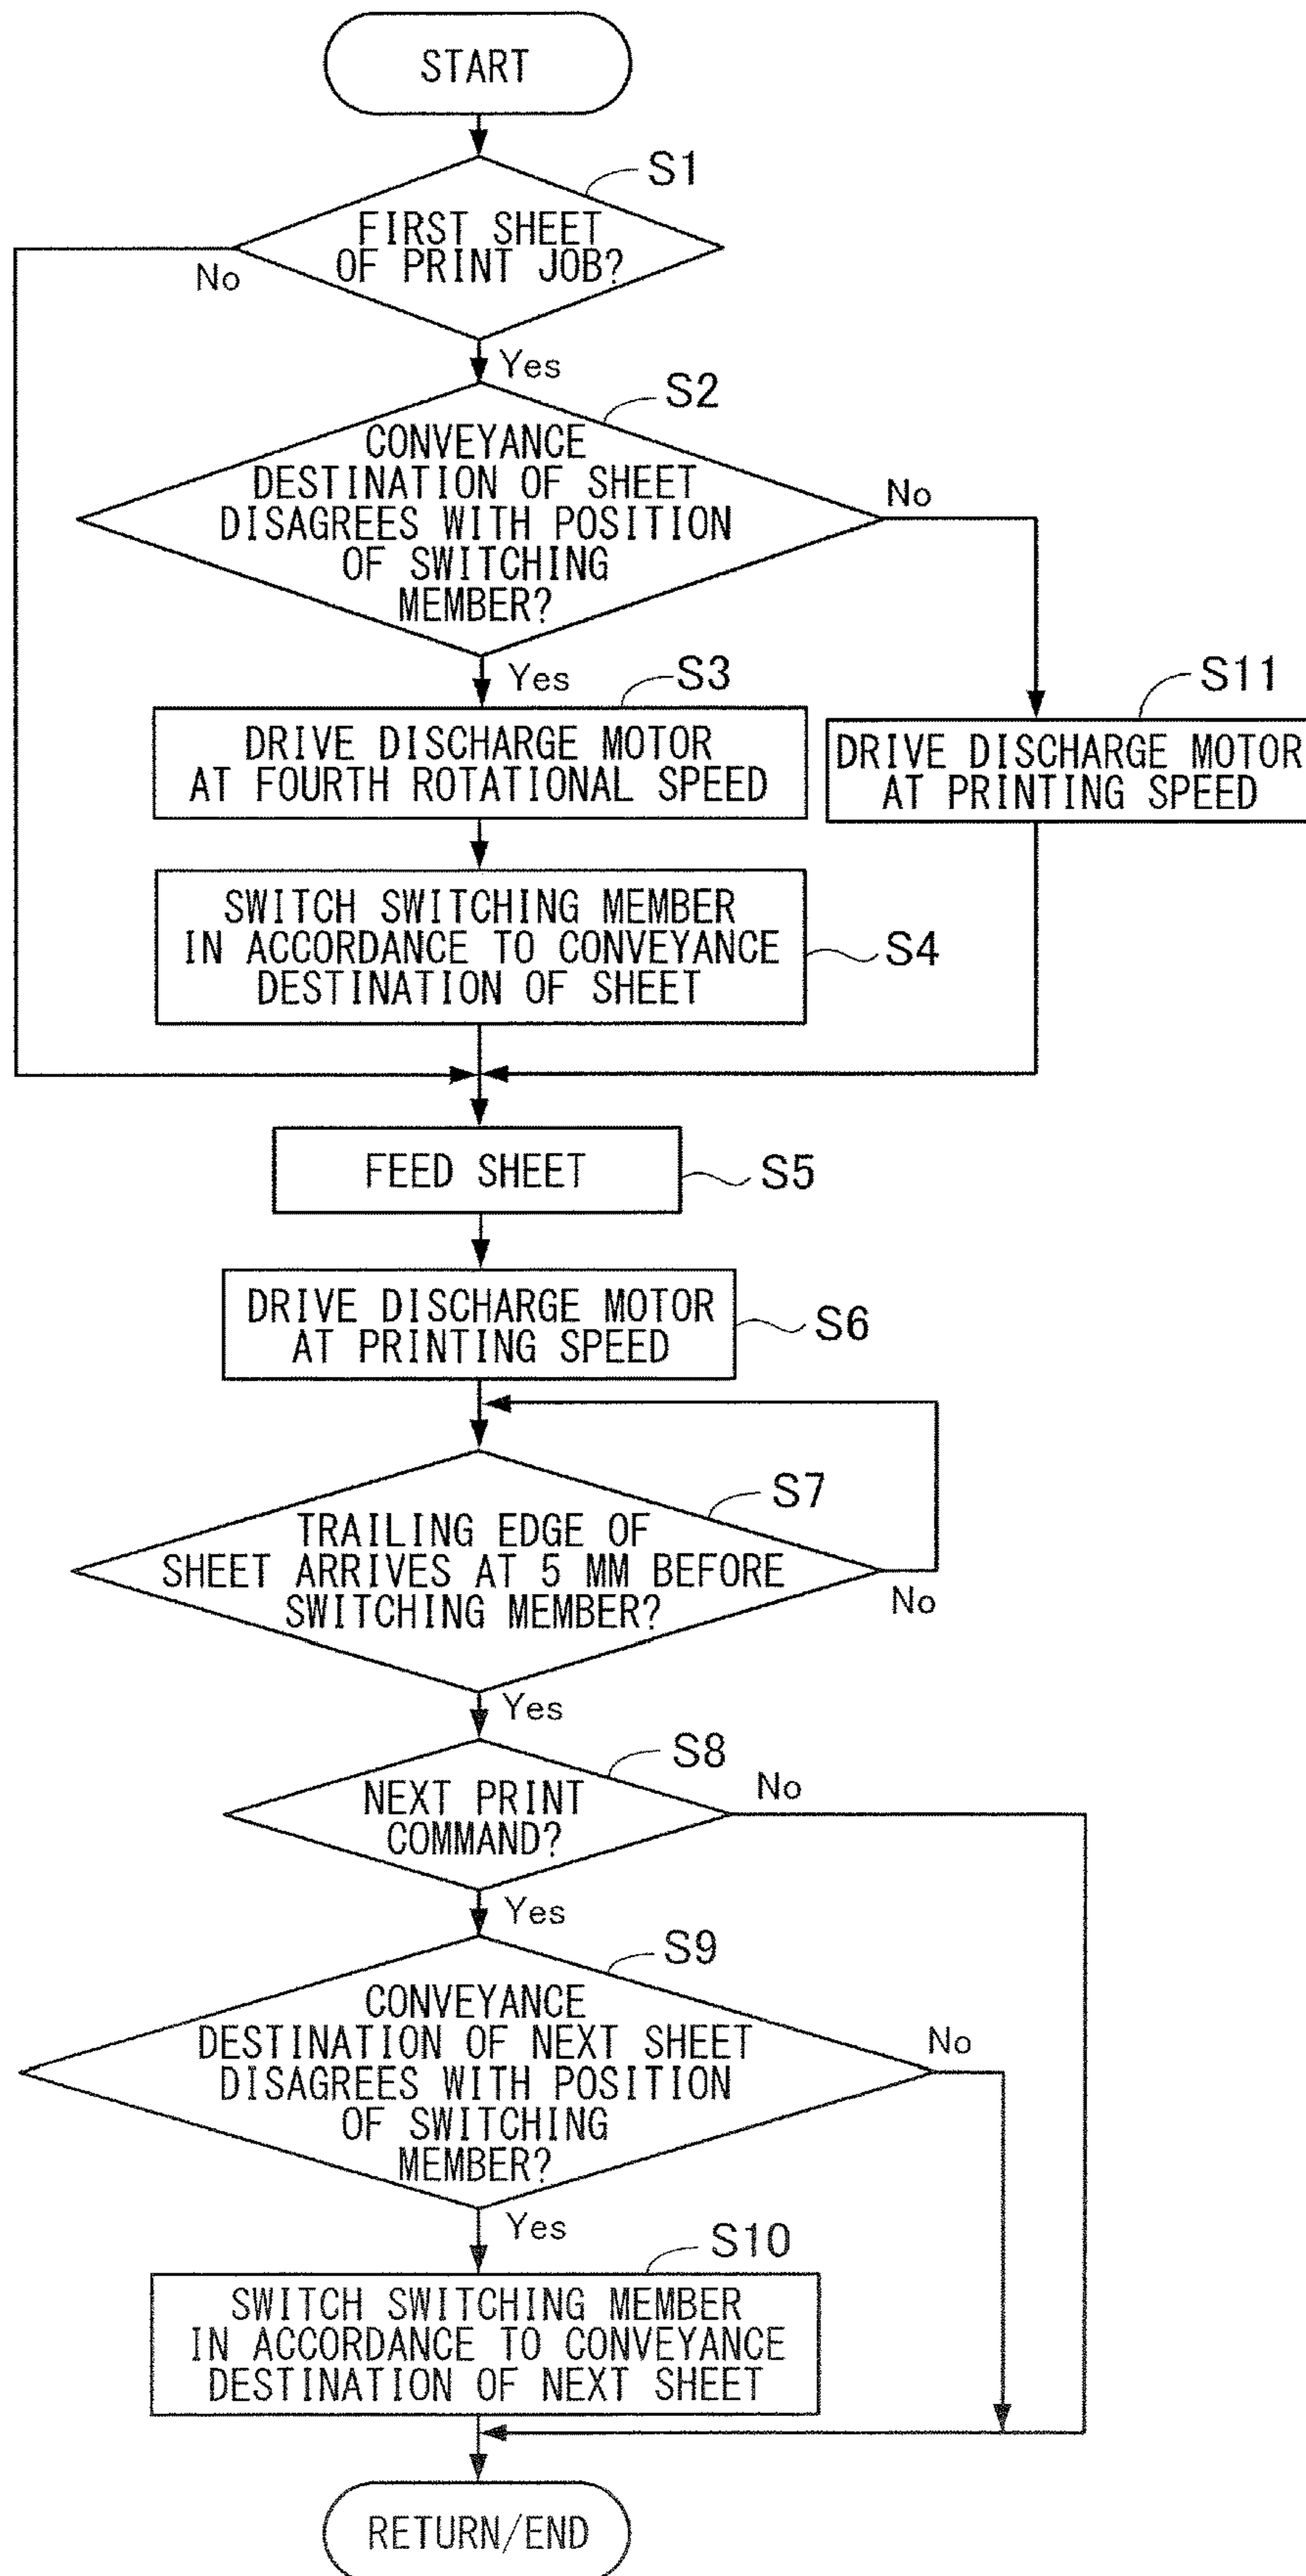 START
S1
FIRST SHEET
OF PRINT JOB?
No
Yes
S2
CONVEYANCE
DESTINATION OF SHEET
DISAGREES WITH POSITION
OF SWITCHING
MEMBER?
No
Yes
S3
DRIVE DISCHARGE MOTOR
AT FOURTH ROTATIONAL SPEED
S11
DRIVE DISCHARGE MOTOR
AT PRINTING SPEED
SWITCH SWITCHING MEMBER
IN ACCORDANCE TO CONVEYANCE
DESTINATION OF SHEET
S4
FEED SHEET
S5
DRIVE DISCHARGE MOTOR
AT PRINTING SPEED
S6
S7
TRAILING EDGE OF
SHEET ARRIVES AT 5 MM BEFORE
SWITCHING MEMBER?
No
Yes
S8
NEXT PRINT
COMMAND?
No
Yes
S9
CONVEYANCE
DESTINATION OF NEXT SHEET
DISAGREES WITH POSITION
OF SWITCHING
MEMBER?
No
Yes
S10
SWITCH SWITCHING MEMBER
IN ACCORDANCE TO CONVEYANCE
DESTINATION OF NEXT SHEET
RETURN/END